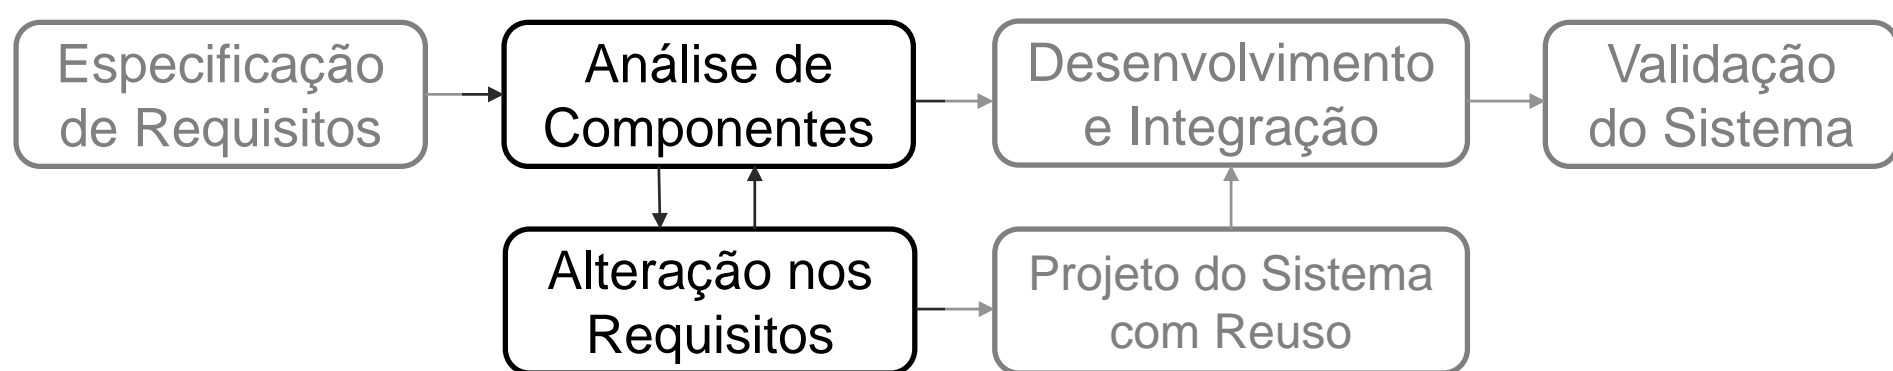 Especificação
de Requisitos
Análise de
Componentes
Desenvolvimento
e Integração
Validação
do Sistema
Alteração nos
Requisitos
Projeto do Sistema
com Reuso